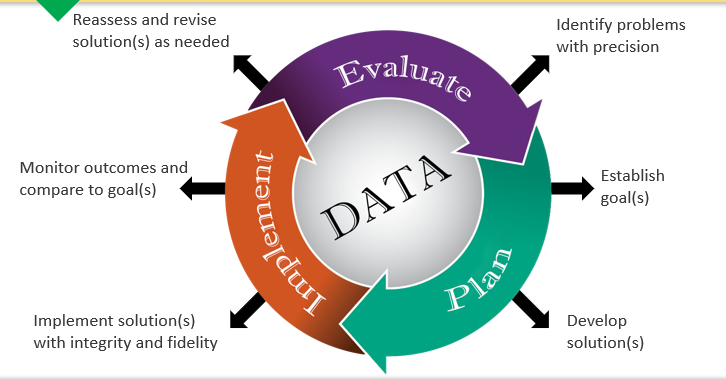 Reassess and revise
solution(s) as needed
Identify problems
with precision
Evaluate
Monitor outcomes and
compare to goal(s)
Implement
DATA
Establish
goal(s)
Plan
Implement solution(s)
with integrity and fidelity
Develop
solution(s)